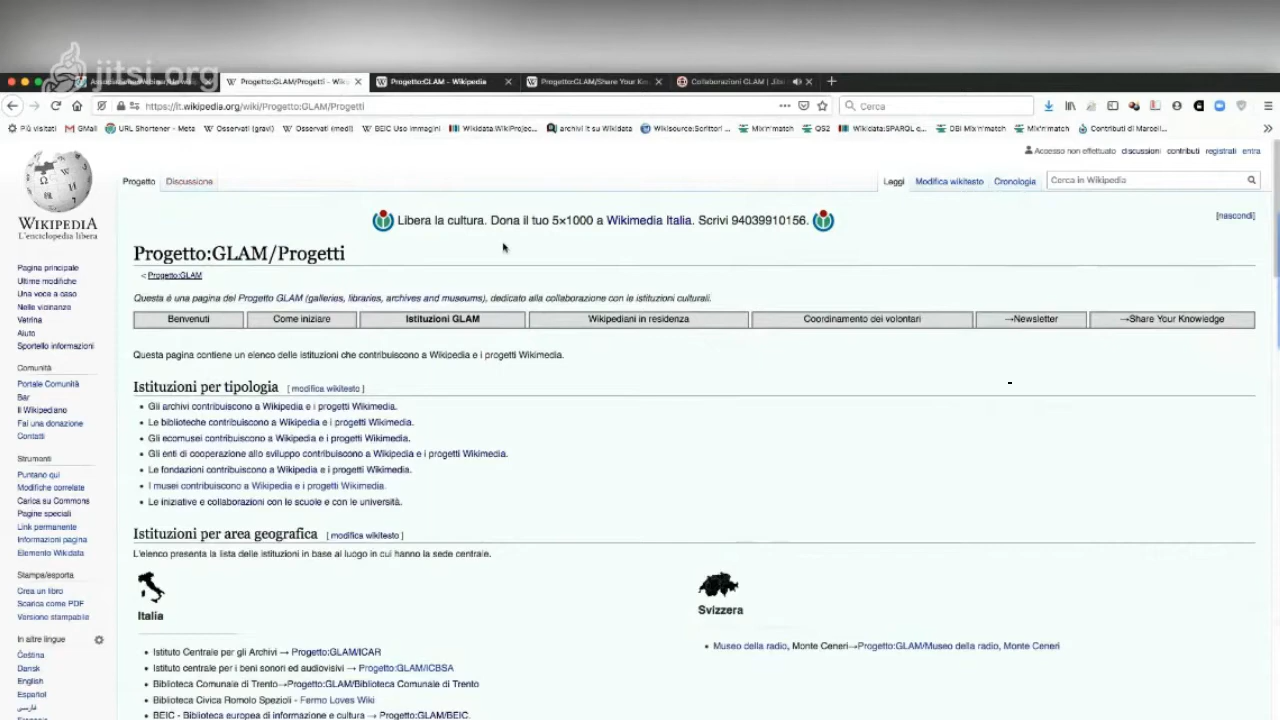 jitsi.org
Progetto:GLAM/Progetti - Wiki
Progetto:GLAM - Wikipedia
Progetto:GLAM/Share Your Kn
Collaborazioni GLAM | Jitsi
https://it.wikipedia.org/wiki/Progetto:GLAM/Progetti
Cerca
Più visitati
GMail
URL Shortener - Meta
Osservati (gravi)
Osservati (medi)
BEIC Uso immagini
Wikidata:WikiProjec...
archivi it su Wikidata
Wikisource:Scrittori ...
Mix'n'match
QS2
Wikidata:SPARQL q...
DBI Mix'n'match
Mix'n'match
Contributi di Marcell...
Accesso non effettuato discussioni contributi registrati entra
Progetto Discussione
Leggi Modifica wikitesto Cronologia
Cerca in Wikipedia
WIKIPEDIA
L'enciclopedia libera
Libera la cultura. Dona il tuo 5×1000 a Wikimedia Italia. Scrivi 94039910156.
[nascondi]
Progetto:GLAM/Progetti
< Progetto:GLAM
Questa è una pagina del Progetto GLAM (galleries, libraries, archives and museums), dedicato alla collaborazione con le istituzioni culturali.
Benvenuti Come iniziare Istituzioni GLAM Wikipediani in residenza Coordinamento dei volontari →Newsletter →Share Your Knowledge
Questa pagina contiene un elenco delle istituzioni che contribuiscono a Wikipedia e i progetti Wikimedia.
Istituzioni per tipologia [ modifica wikitesto ]
Gli archivi contribuiscono a Wikipedia e i progetti Wikimedia.
Le biblioteche contribuiscono a Wikipedia e i progetti Wikimedia.
Gli ecomusei contribuiscono a Wikipedia e i progetti Wikimedia.
Gli enti di cooperazione allo sviluppo contribuiscono a Wikipedia e i progetti Wikimedia.
Le fondazioni contribuiscono a Wikipedia e i progetti Wikimedia.
I musei contribuiscono a Wikipedia e i progetti Wikimedia.
Le iniziative e collaborazioni con le scuole e con le università.
Istituzioni per area geografica [ modifica wikitesto ]
L'elenco presenta la lista delle istituzioni in base al luogo in cui hanno la sede centrale.
Italia
Istituto Centrale per gli Archivi → Progetto:GLAM/ICAR
Istituto centrale per i beni sonori ed audiovisivi → Progetto:GLAM/ICBSA
Biblioteca Comunale di Trento→Progetto:GLAM/Biblioteca Comunale di Trento
Biblioteca Civica Romolo Spezioli - Fermo Loves Wiki
BEIC - Biblioteca europea di informazione e cultura → Progetto:GLAM/BEIC.
Svizzera
Museo della radio, Monte Ceneri→Progetto:GLAM/Museo della radio, Monte Ceneri
Pagina principale
Ultime modifiche
Una voce a caso
Nelle vicinanze
Vetrina
Aiuto
Sportello informazioni
Comunità
Portale Comunità
Bar
Il Wikipediano
Fai una donazione
Contatti
Strumenti
Puntano qui
Modifiche correlate
Carica su Commons
Pagine speciali
Link permanente
Informazioni pagina
Elemento Wikidata
Stampa/esporta
Crea un libro
Scarica come PDF
Versione stampabile
In altre lingue
Čeština
Dansk
English
Español
فارسی